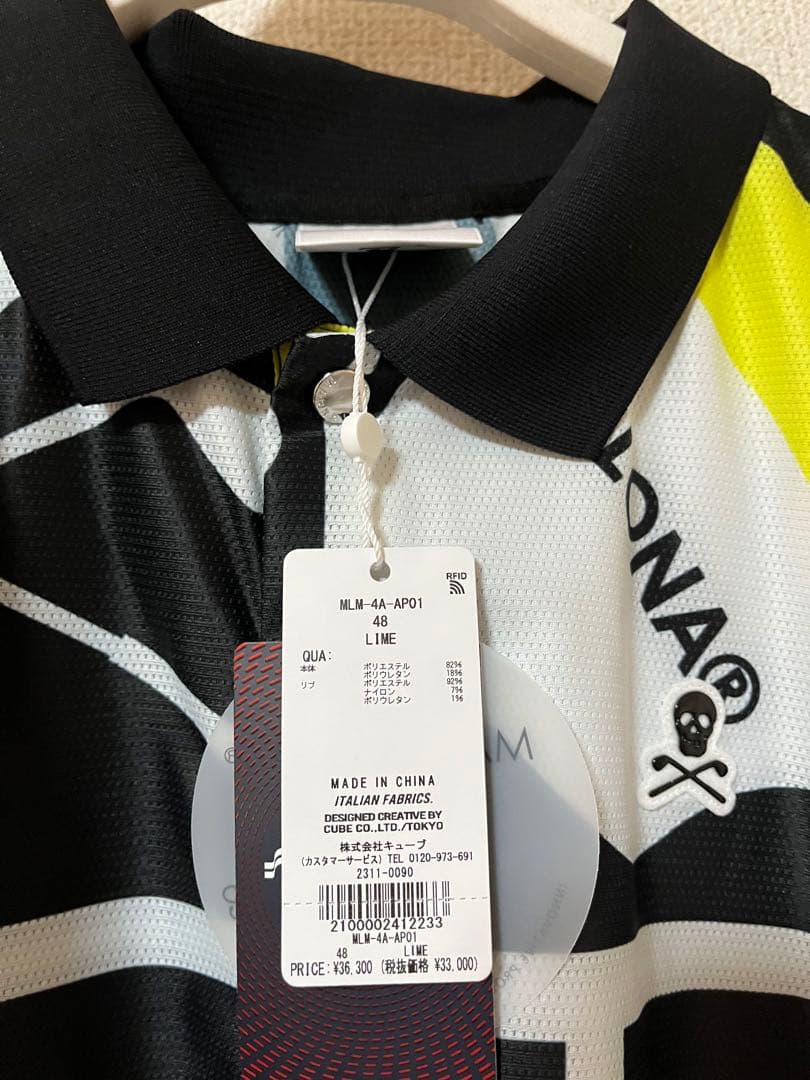 LONA®
RFID
MLM-4A-AP01
48
LIME
QUA:
本体 ポリエステル 82%
ポリウレタン 18%
リブ ポリエステル 92%
ナイロン 7%
ポリウレタン 1%
AM
®
MADE IN CHINA
ITALIAN FABRICS.
DESIGNED CREATIVE BY
CUBE CO.,LTD./TOKYO
株式会社キューブ
(カスタマーサービス) TEL 0120-973-691
2311-0090
2100002412233
MLM-4A-AP01
48 LIME
PRICE:¥36,300 (税抜価格 ¥33,000)